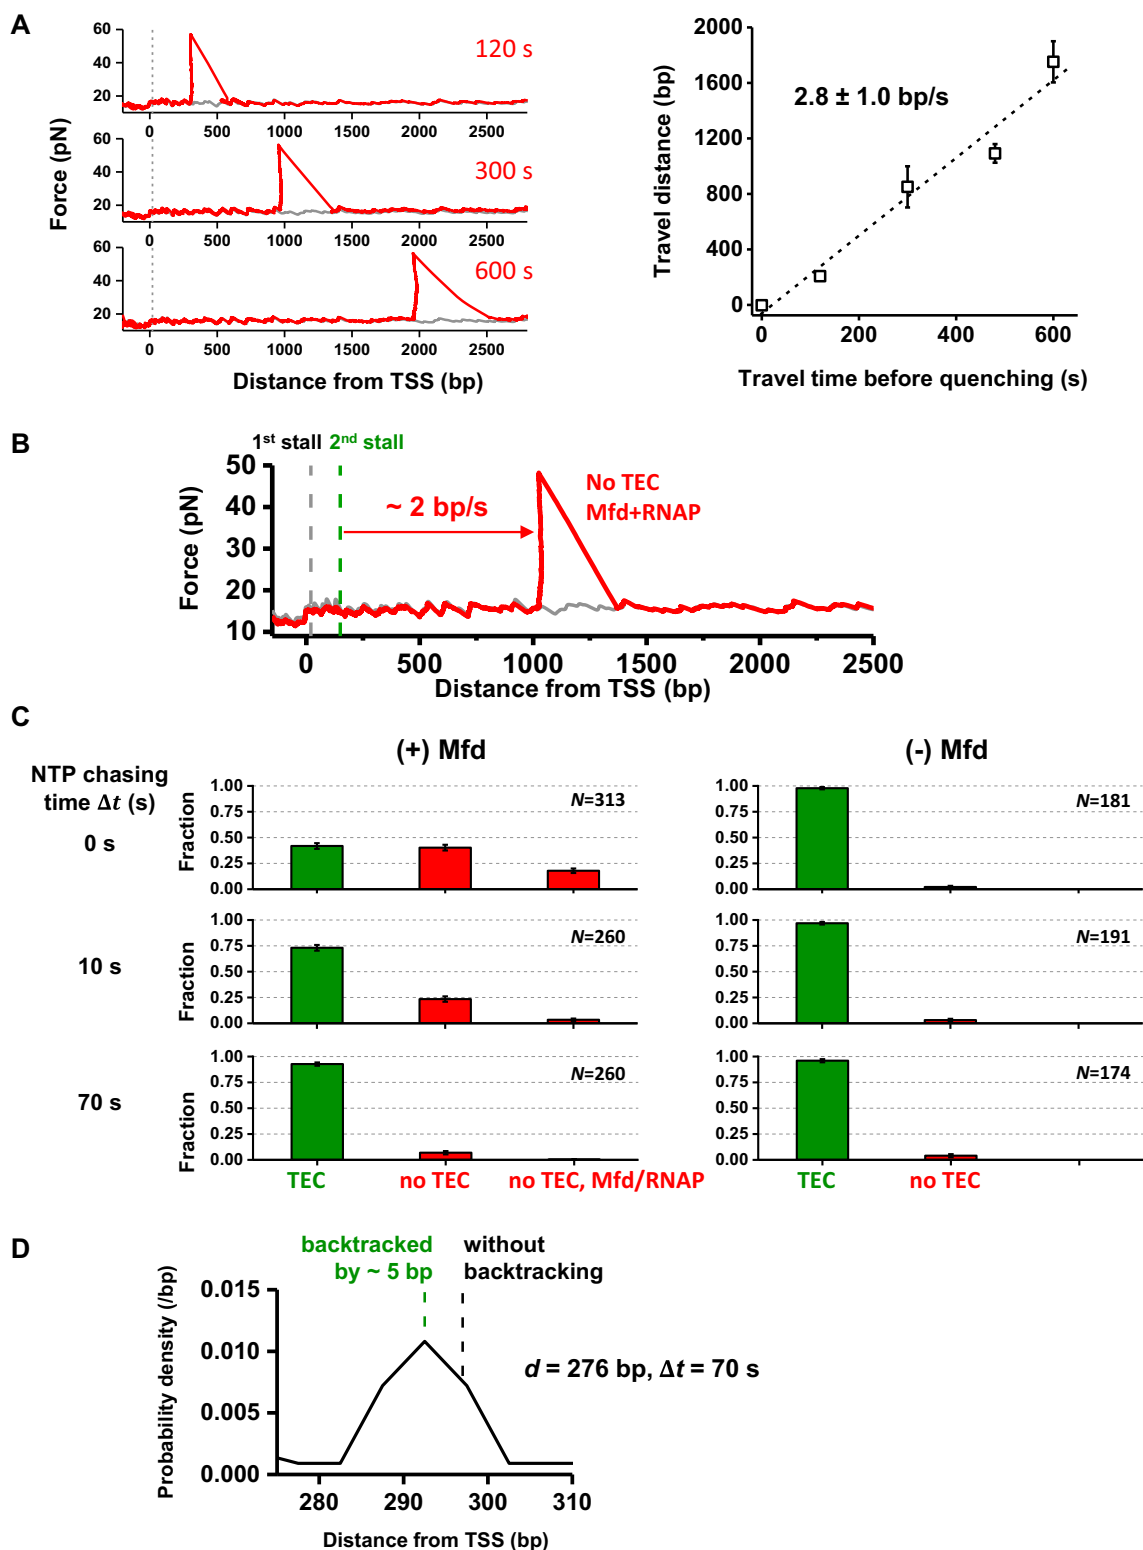 A
60
40
20
120 s
0 500 1000 1500 2000 2500
60
40
20
300 s
0 500 1000 1500 2000 2500
60
40
20
600 s
0 500 1000 1500 2000 2500
Force (pN)
Distance from TSS (bp)
2000
1600
1200
800
400
0
2.8 ± 1.0 bp/s
Travel distance (bp)
0 200 400 600
Travel time before quenching (s)
B
1st stall 2nd stall
50
40
30
20
10
Force (pN)
~ 2 bp/s
No TEC
Mfd+RNAP
0 500 1000 1500 2000 2500
Distance from TSS (bp)
C
(+) Mfd
(-) Mfd
NTP chasing
time Δt (s)
0 s
Fraction
1.00
0.75
0.50
0.25
0.00
N=313
1.00
0.75
0.50
0.25
0.00
N=181
10 s
Fraction
1.00
0.75
0.50
0.25
0.00
N=260
1.00
0.75
0.50
0.25
0.00
N=191
70 s
Fraction
1.00
0.75
0.50
0.25
0.00
N=260
1.00
0.75
0.50
0.25
0.00
N=174
TEC no TEC no TEC, Mfd/RNAP
TEC no TEC
D
backtracked
by ~ 5 bp
without
backtracking
0.015
0.010
0.005
0.000
Probability density (/bp)
d = 276 bp, Δt = 70 s
280 290 300 310
Distance from TSS (bp)